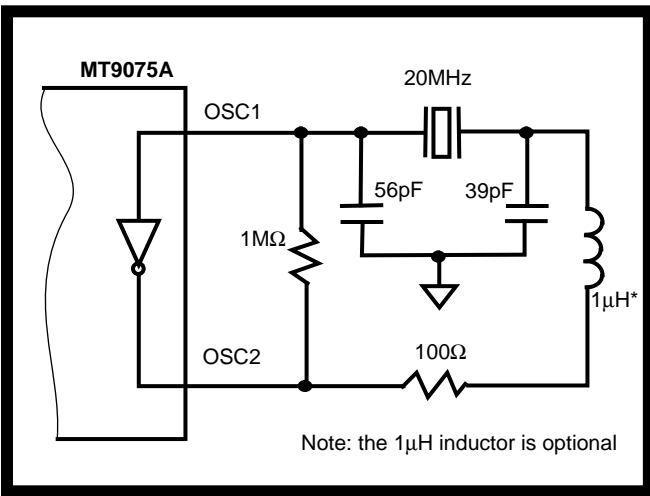 MT9075A
20MHz
OSC1
56pF
39pF
1MΩ
1µH*
OSC2
100Ω
Note: the 1µH inductor is optional